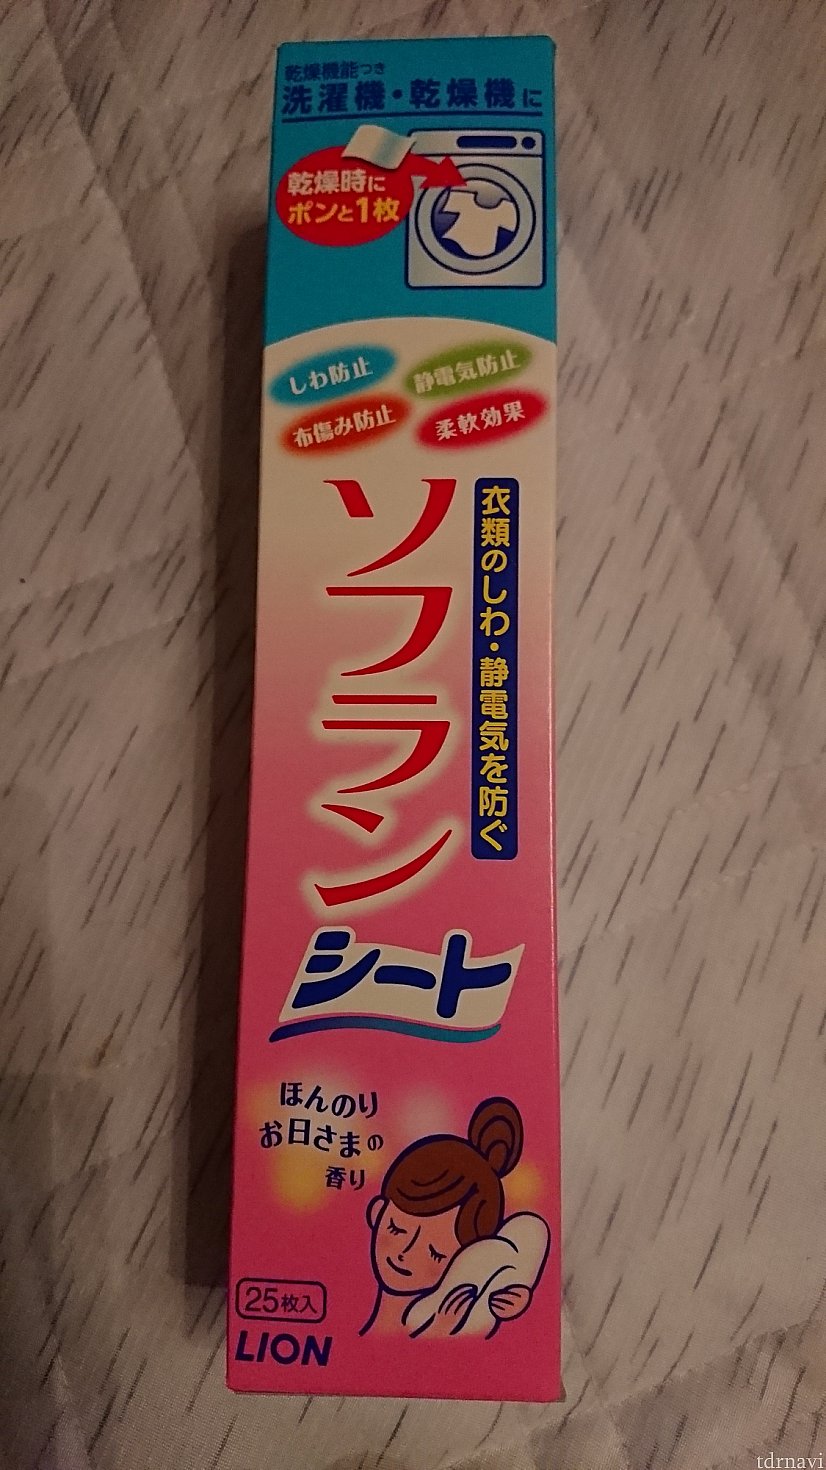 乾燥機能つき
洗濯機・乾燥機に
乾燥時に
ポンと1枚
しわ防止
静電気防止
布傷み防止
柔軟効果
衣類のしわ・静電気を防ぐ
ソフラン
シート
ほんのり
お日さまの
香り
25枚入
LION
tdrnavi